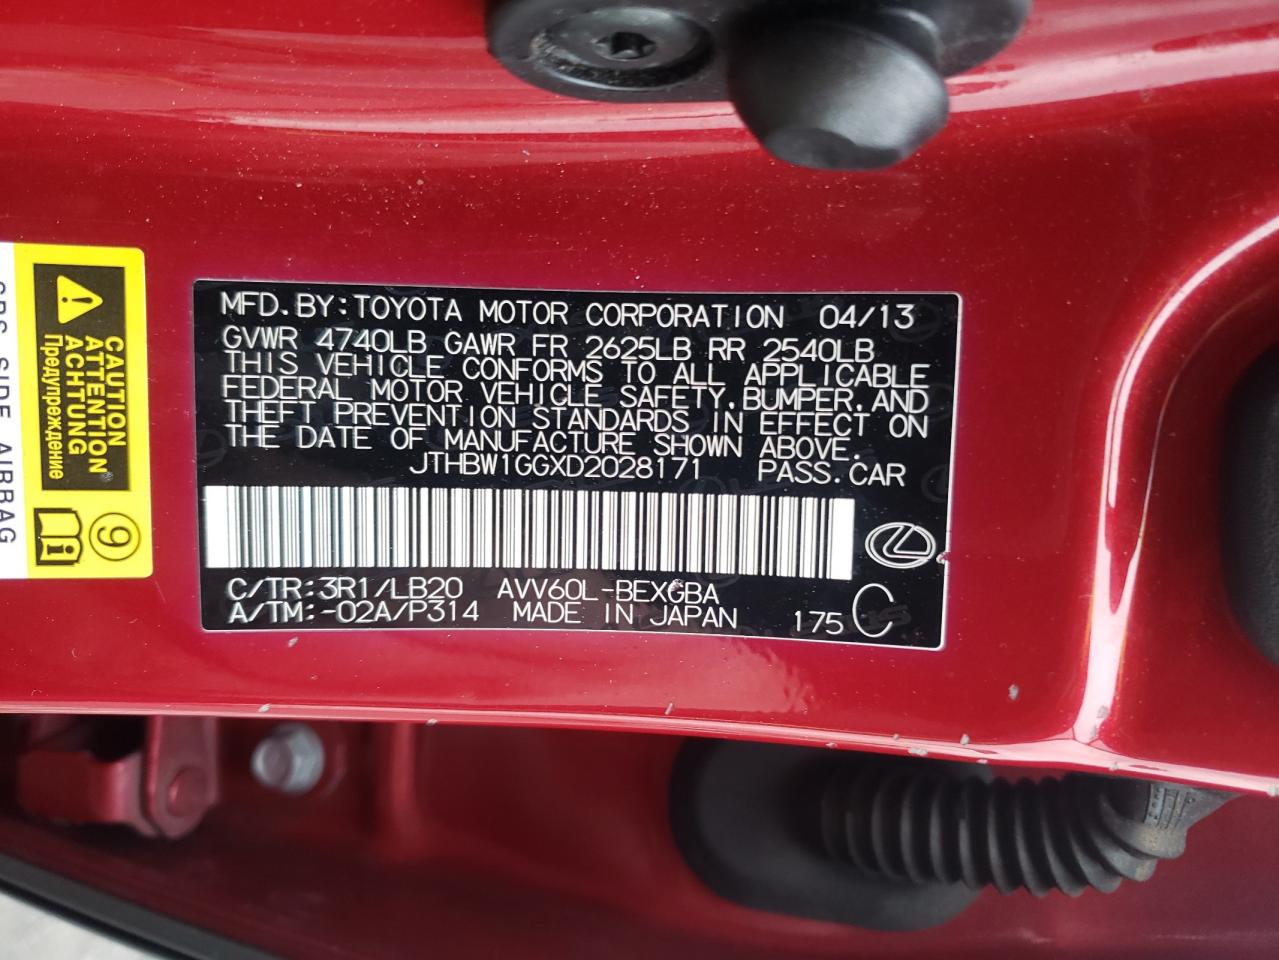 MFD.BY:TOYOTA MOTOR CORPORATION 04/13
GVWR 4740LB GAWR FR 2625LB RR 2540LB
THIS VEHICLE CONFORMS TO ALL APPLICABLE
FEDERAL MOTOR VEHICLE SAFETY,BUMPER,AND
THEFT PREVENTION STANDARDS IN EFFECT ON
THE DATE OF MANUFACTURE SHOWN ABOVE.
JTHBW1GGXD2028171 PASS.CAR
C/TR:3R1/LB20 AVV60L-BEXGBA
A/TM:-02A/P314 MADE IN JAPAN 175 C
CAUTION
ATTENTION
ACHTUNG
Предупреждение
9
SRS SIDE AIRBAG